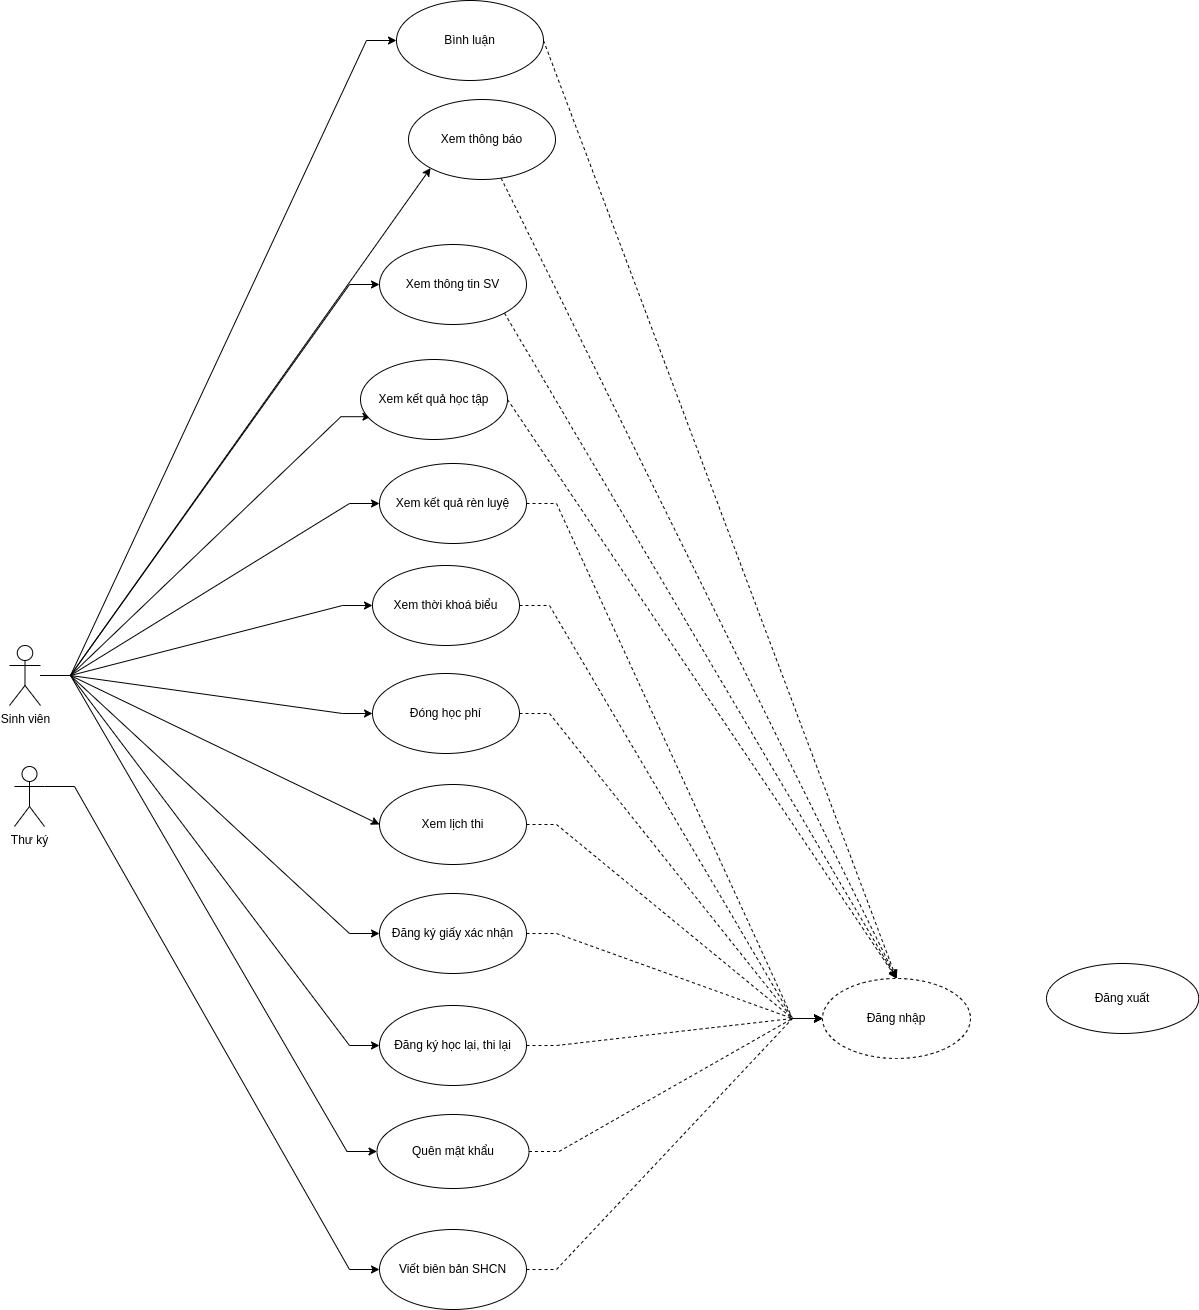 Bình luận
Xem thông báo
Xem thông tin SV
Xem kết quả học tập
Xem kết quả rèn luyệ
Xem thời khoá biểu
Sinh viên
Đóng học phí
Thư ký
Xem lịch thi
Đăng ký giấy xác nhận
Đăng nhập
Đăng xuất
Đăng ký học lại, thi lại
Quên mật khẩu
Viết biên bản SHCN